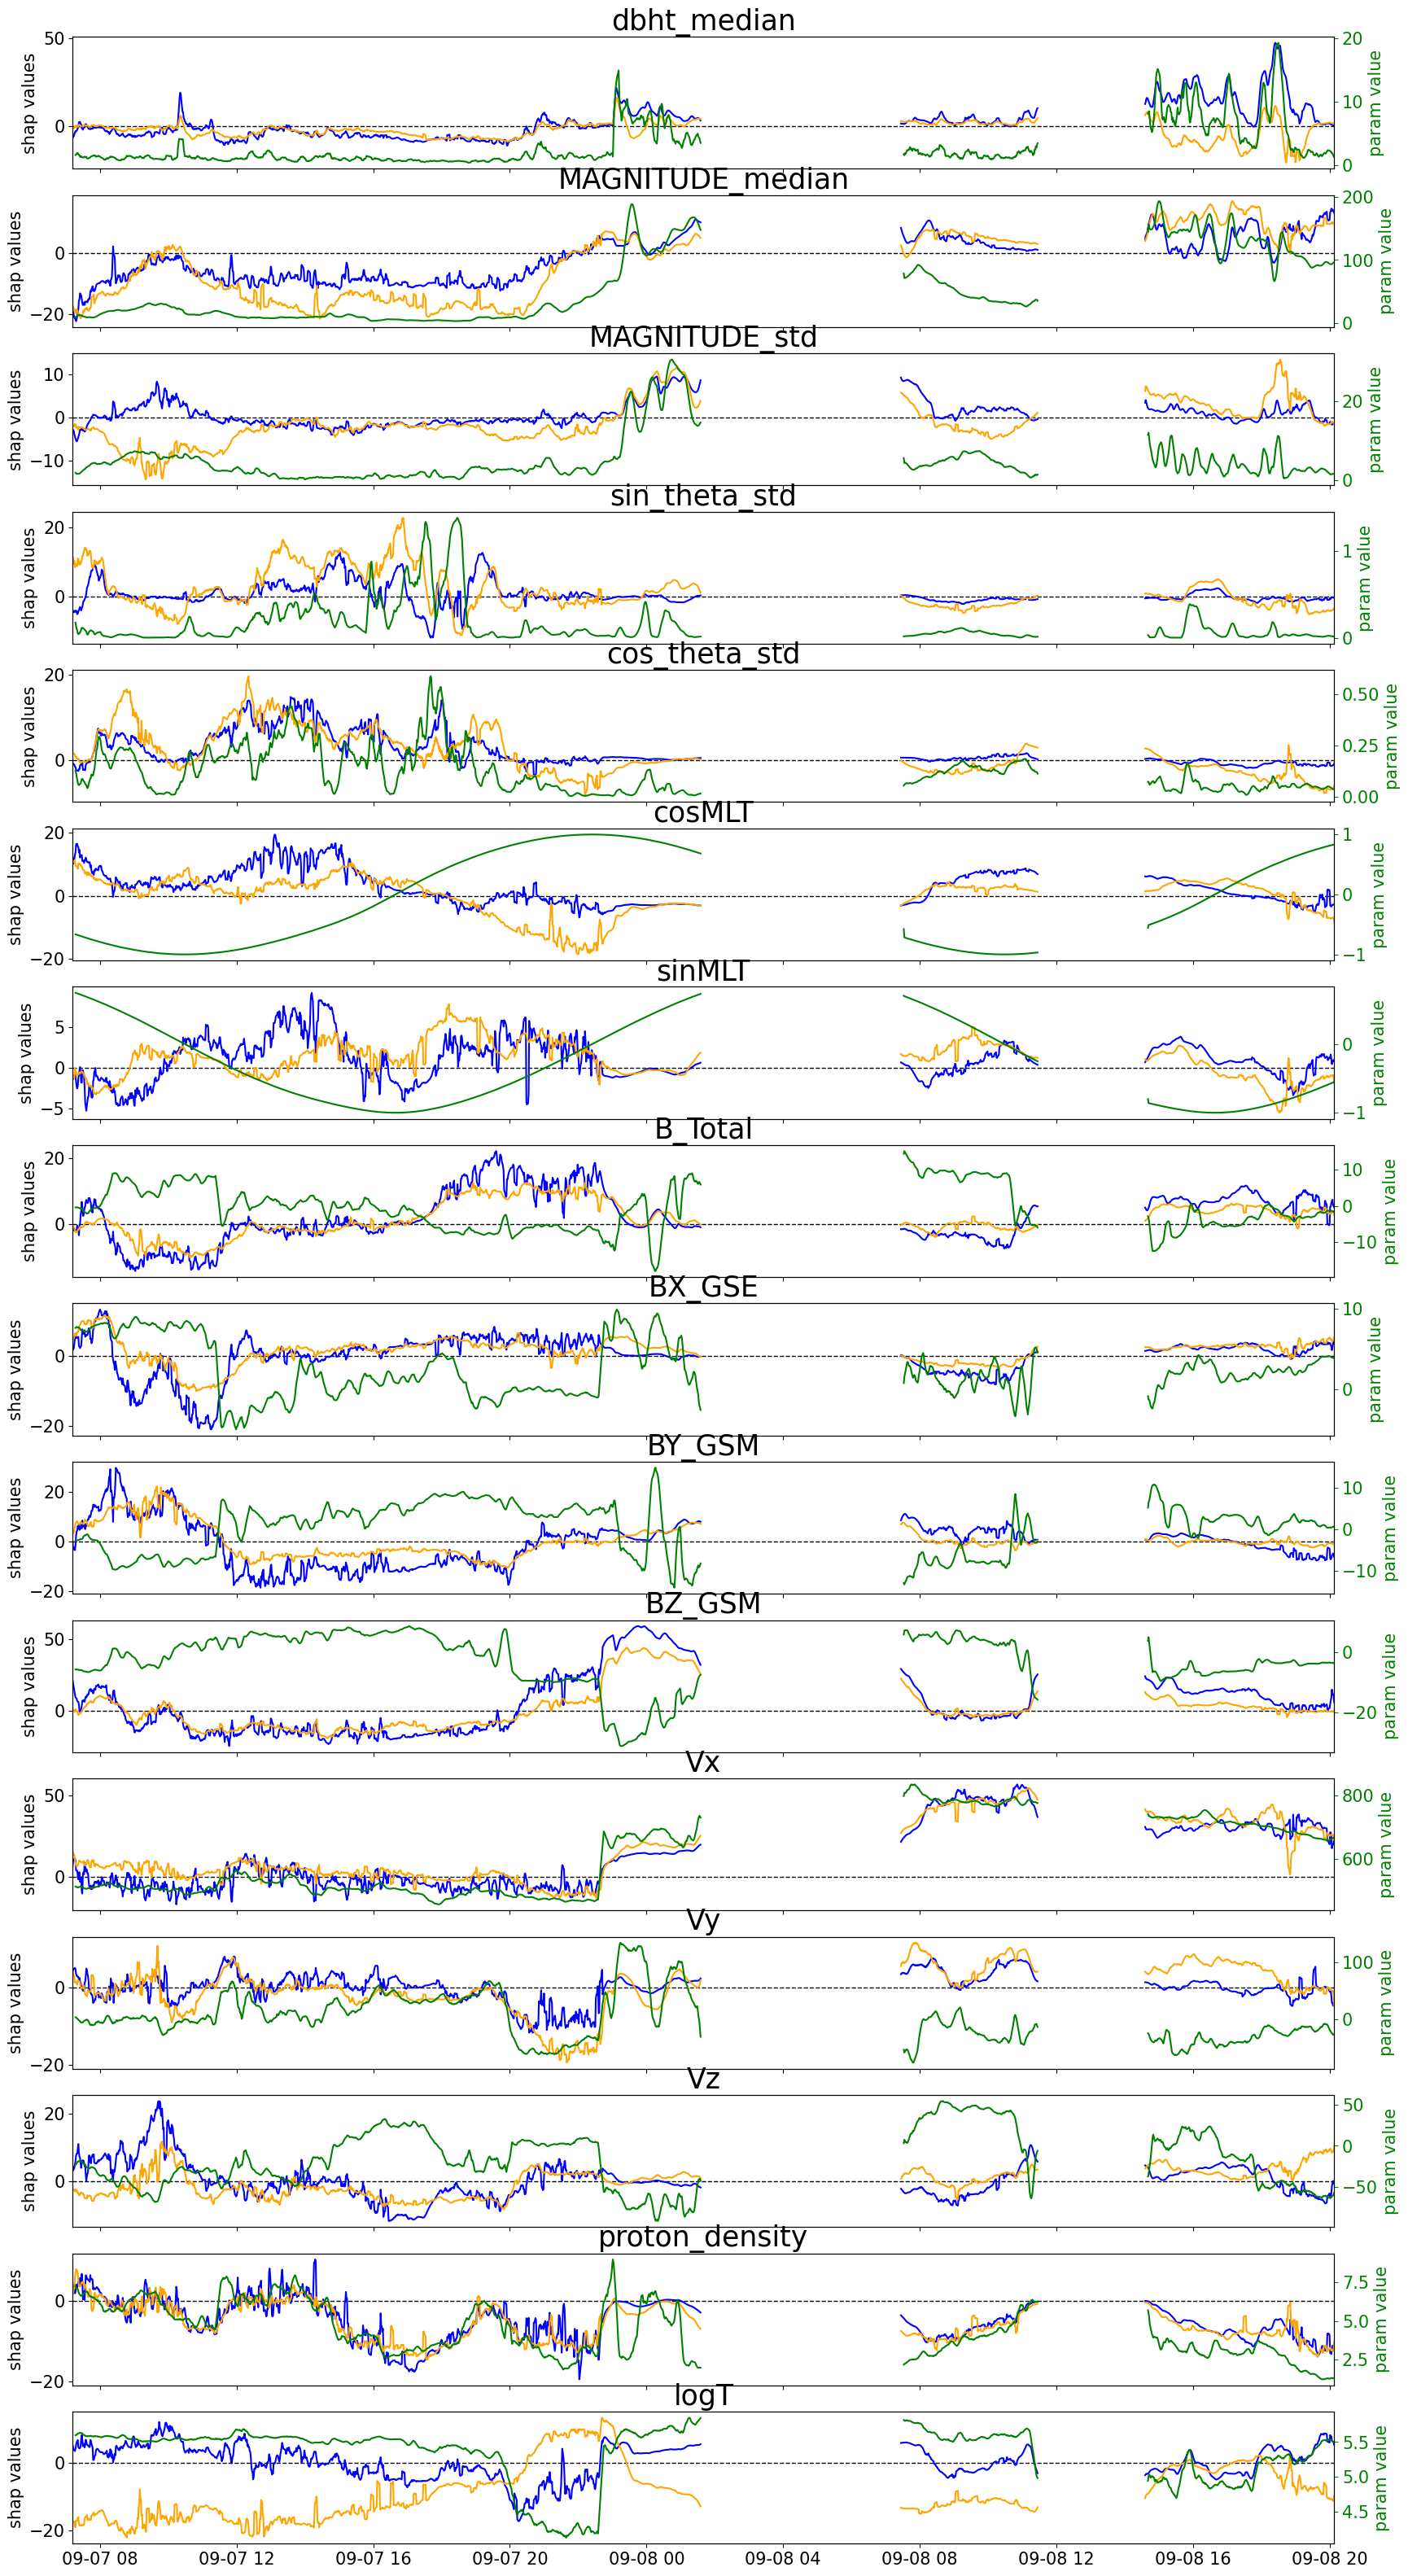 dbht_median
50
0
shap values
20
10
0
param value
MAGNITUDE_median
0
−20
shap values
200
100
0
param value
MAGNITUDE_std
10
0
−10
shap values
20
0
param value
sin_theta_std
20
0
shap values
1
0
param value
cos_theta_std
20
0
shap values
0.50
0.25
0.00
param value
cosMLT
20
0
−20
shap values
1
0
−1
param value
sinMLT
5
0
−5
shap values
0
−1
param value
B_Total
20
0
shap values
10
0
−10
param value
BX_GSE
0
−20
shap values
10
0
param value
BY_GSM
20
0
−20
shap values
10
0
−10
param value
BZ_GSM
50
0
shap values
0
−20
param value
Vx
50
0
shap values
800
600
param value
Vy
0
−20
shap values
100
0
param value
Vz
20
0
shap values
50
0
−50
param value
proton_density
0
−20
shap values
7.5
5.0
2.5
param value
logT
0
−20
shap values
5.5
5.0
4.5
param value
09-07 08 09-07 12 09-07 16 09-07 20 09-08 00 09-08 04 09-08 08 09-08 12 09-08 16 09-08 20